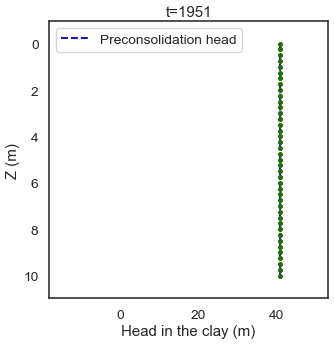 t=1951
Preconsolidation head
Z (m)
0
2
4
6
8
10
0
20
40
Head in the clay (m)